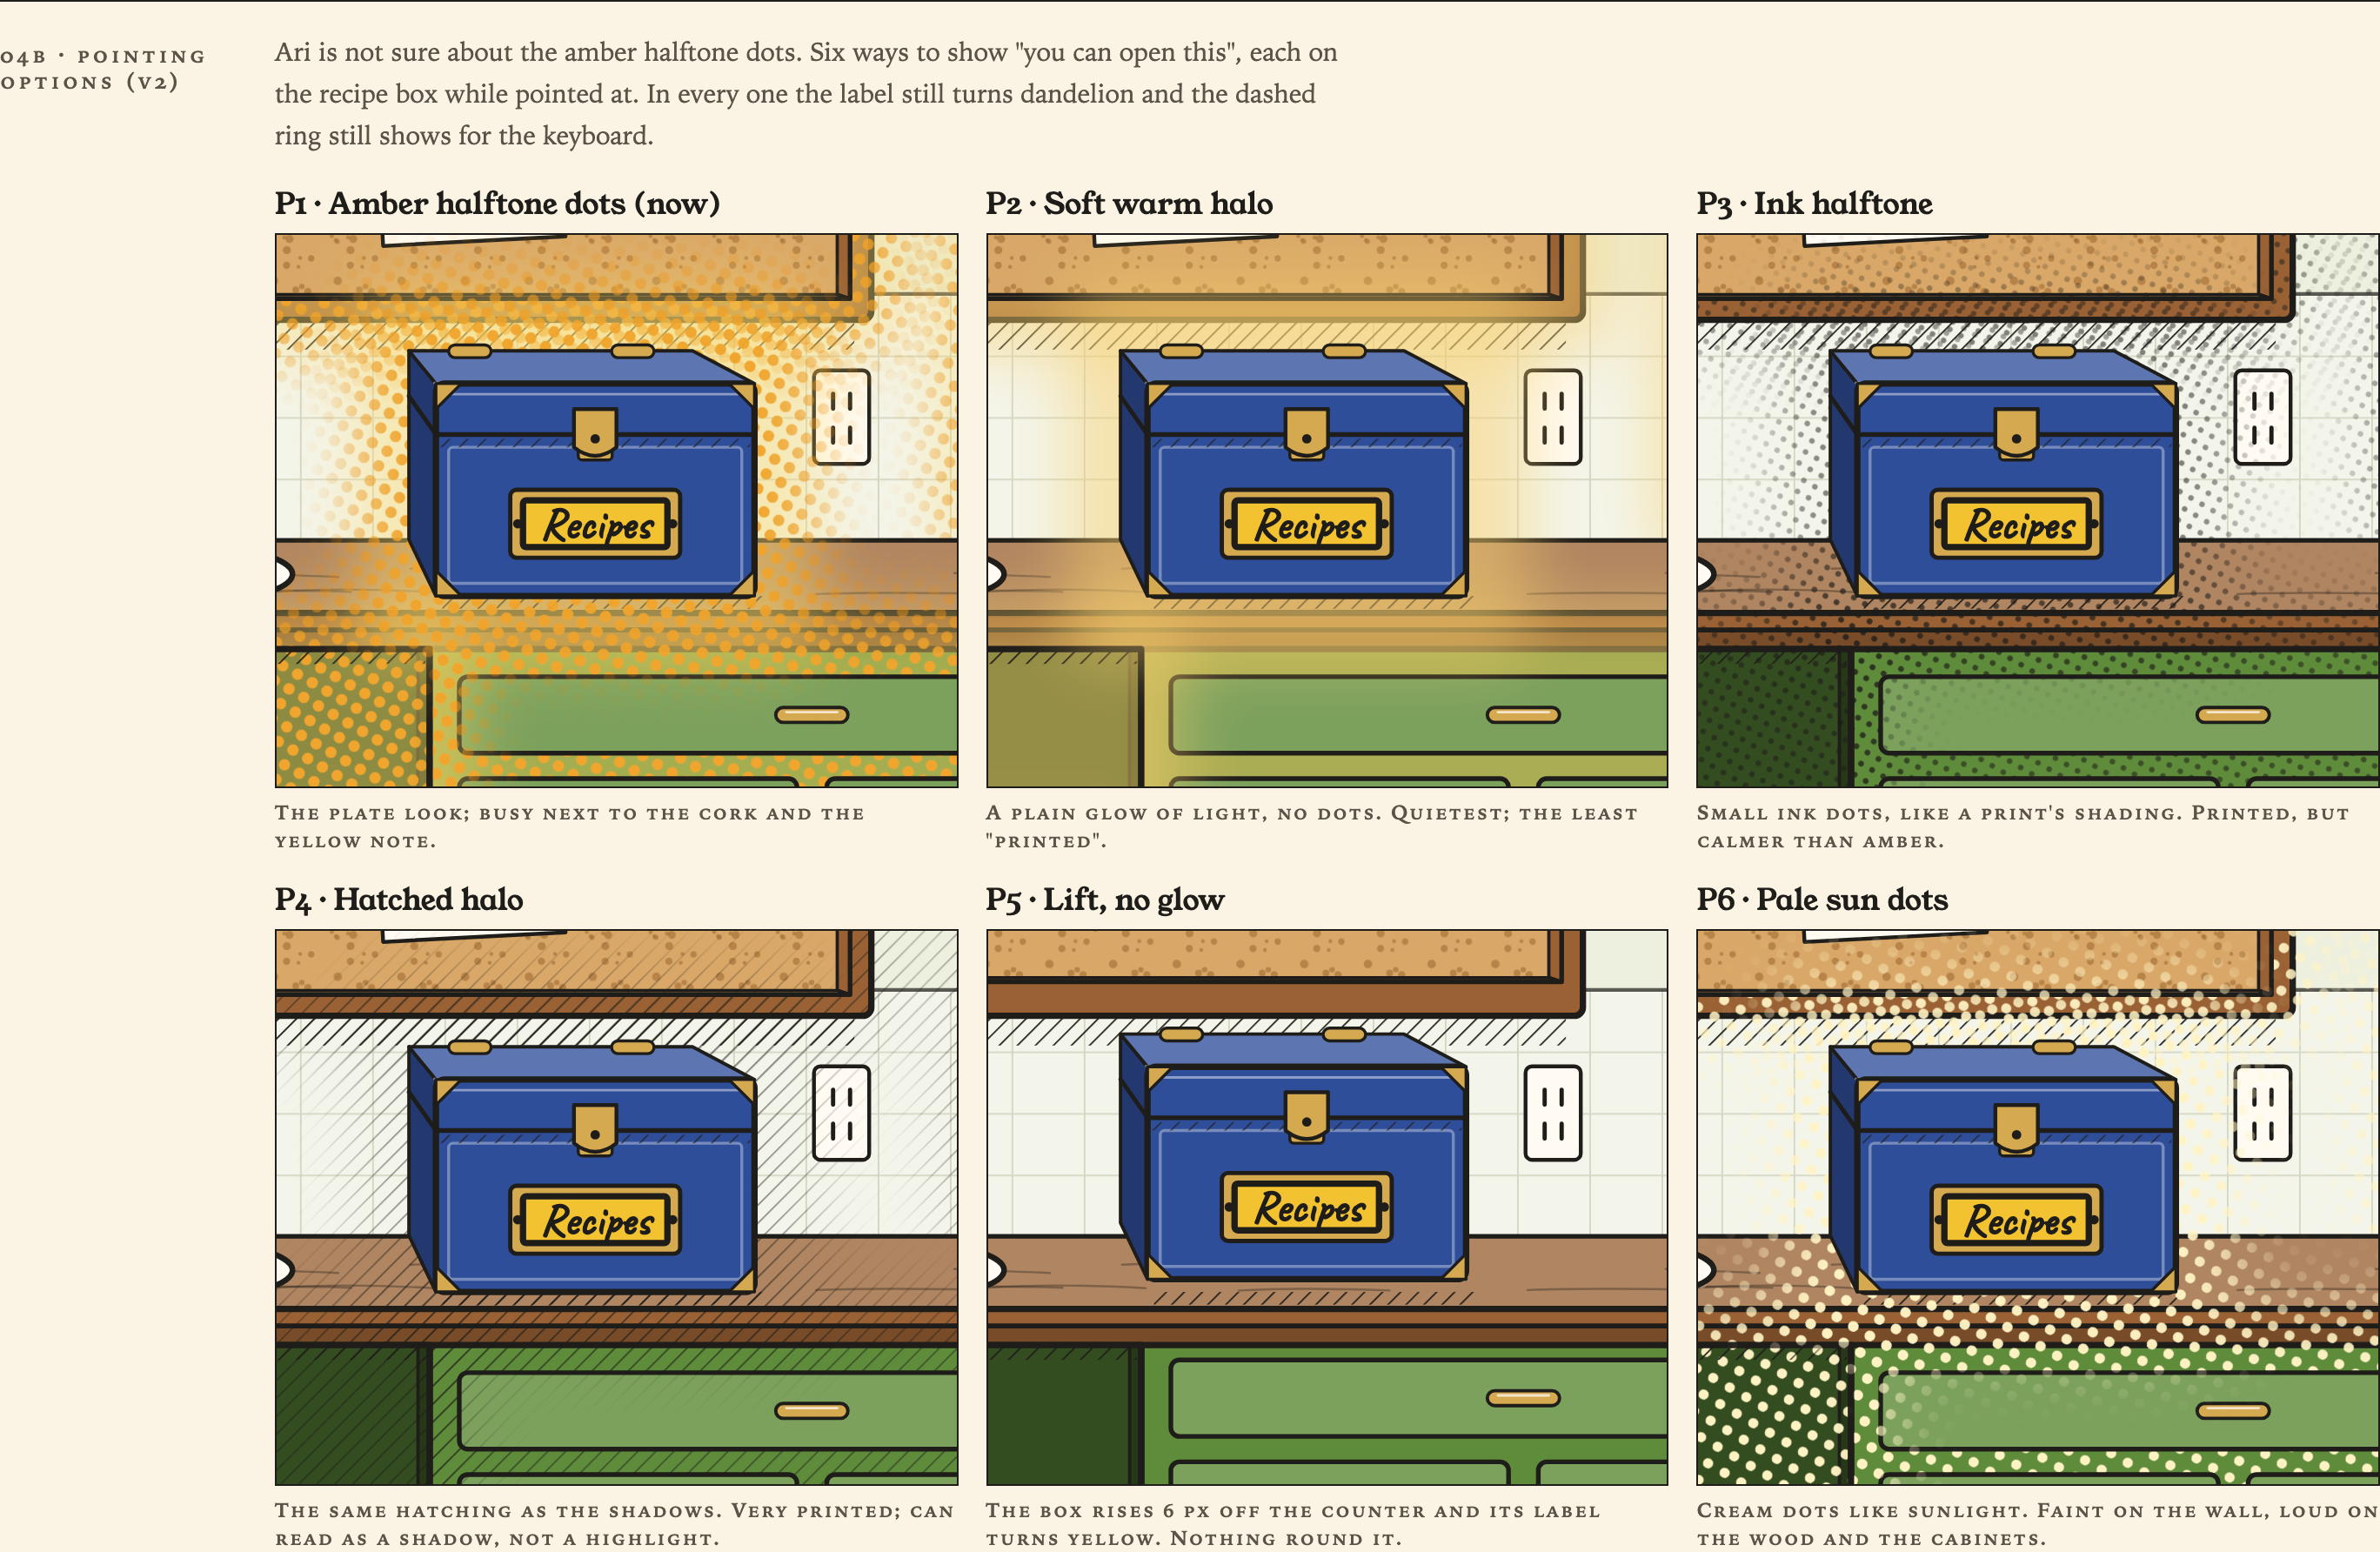 04B · POINTING
OPTIONS (V2)
Ari is not sure about the amber halftone dots. Six ways to show "you can open this", each on
the recipe box while pointed at. In every one the label still turns dandelion and the dashed
ring still shows for the keyboard.
P1 · Amber halftone dots (now)
Recipes
The plate look; busy next to the cork and the
yellow note.
P2 · Soft warm halo
Recipes
A plain glow of light, no dots. Quietest; the least
"printed".
P3 · Ink halftone
Recipes
Small ink dots, like a print's shading. Printed, but
calmer than amber.
P4 · Hatched halo
Recipes
The same hatching as the shadows. Very printed; can
read as a shadow, not a highlight.
P5 · Lift, no glow
Recipes
The box rises 6 px off the counter and its label
turns yellow. Nothing round it.
P6 · Pale sun dots
Recipes
Cream dots like sunlight. Faint on the wall, loud on
the wood and the cabinets.